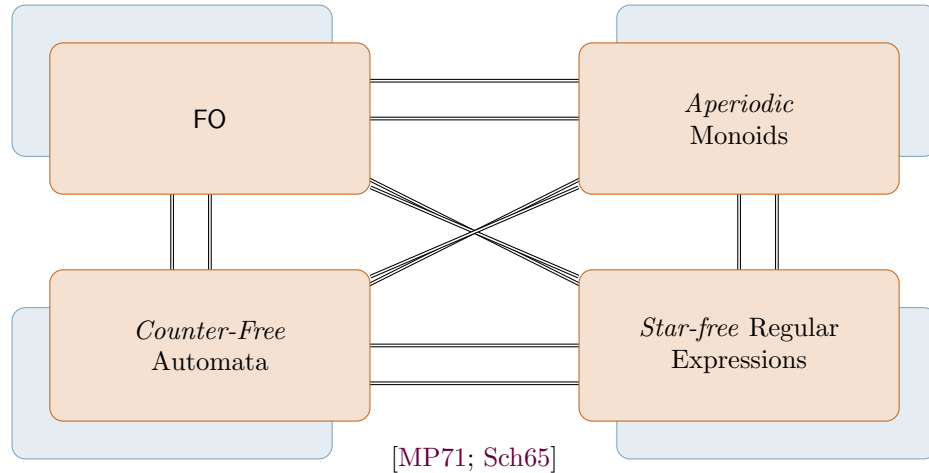 FO
Aperiodic
Monoids
Counter-Free
Automata
Star-free Regular
Expressions
[MP71; Sch65]